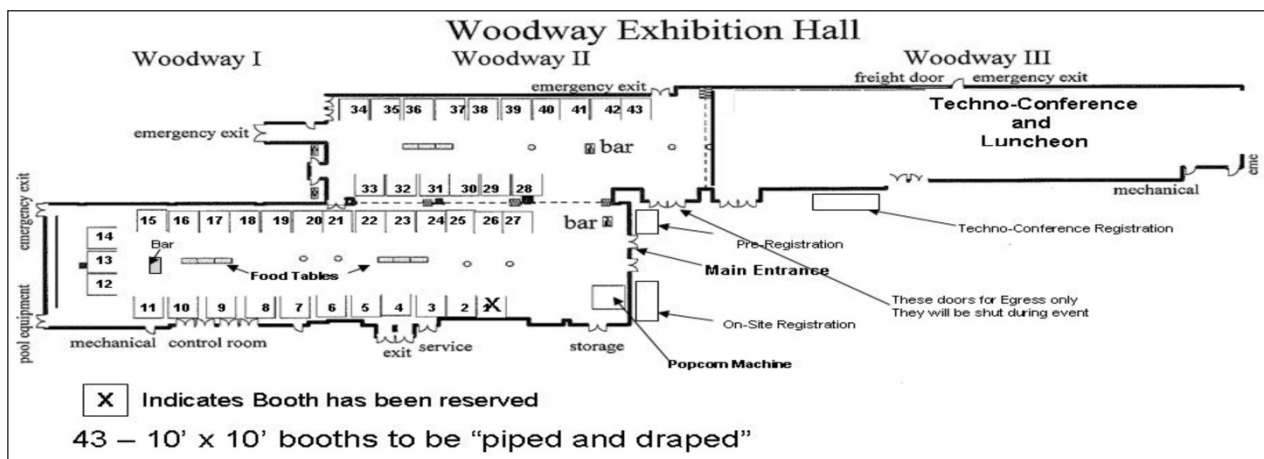 Woodway Exhibition Hall
Woodway I
Woodway II
Woodway III
emergency exit
freight door
emergency exit
34 35 36 37 38 39 40 41 42 43
Techno-Conference
and
Luncheon
emergency exit
bar
33 32 31 30 29 28
mechanical
eme
emergency exit
15 16 17 18 19 20 21 22 23 24 25 26 27
bar
Pre-Registration
Techno-Conference Registration
14
13
12
Bar
Food Tables
Main Entrance
These doors for Egress only
They will be shut during event
11 10 9 8 7 6 5 4 3 2 X
On-Site Registration
pool equipment
mechanical
control room
exit
service
storage
Popcorn Machine
X Indicates Booth has been reserved
43 – 10' x 10' booths to be “piped and draped”